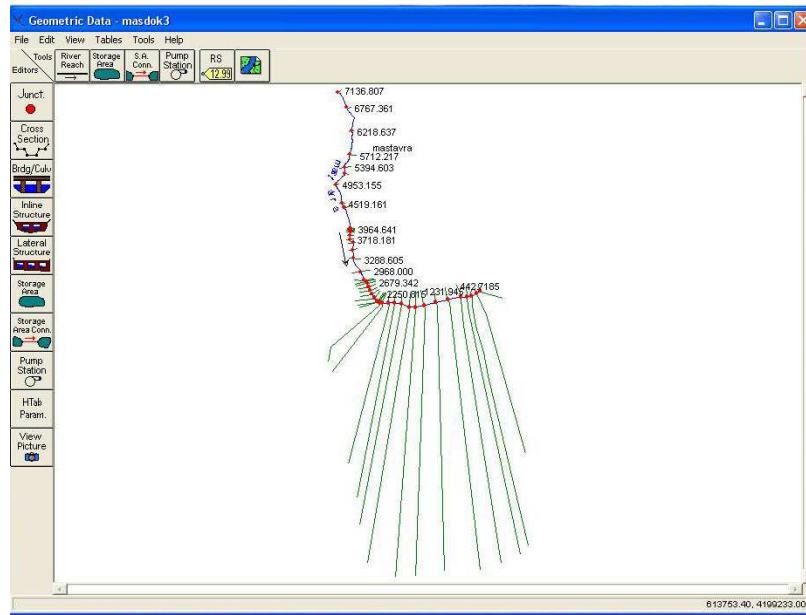 Geometric Data - masdok3
File Edit View Tables Tools Help
Tools
Editors
River Reach
Storage Area
S.A. Conn.
Pump Station
RS
12.99
Junct.
Cross Section
Brdg/Culv
Inline Structure
Lateral Structure
Storage Area
Storage Area Conn.
Pump Station
HTab Param.
View Picture
7136.807
6767.361
6218.637
mastavra
5712.217
5394.603
4953.155
4519.161
3964.641
3718.181
3288.605
2968.000
2679.342
613753.40, 4199233.00